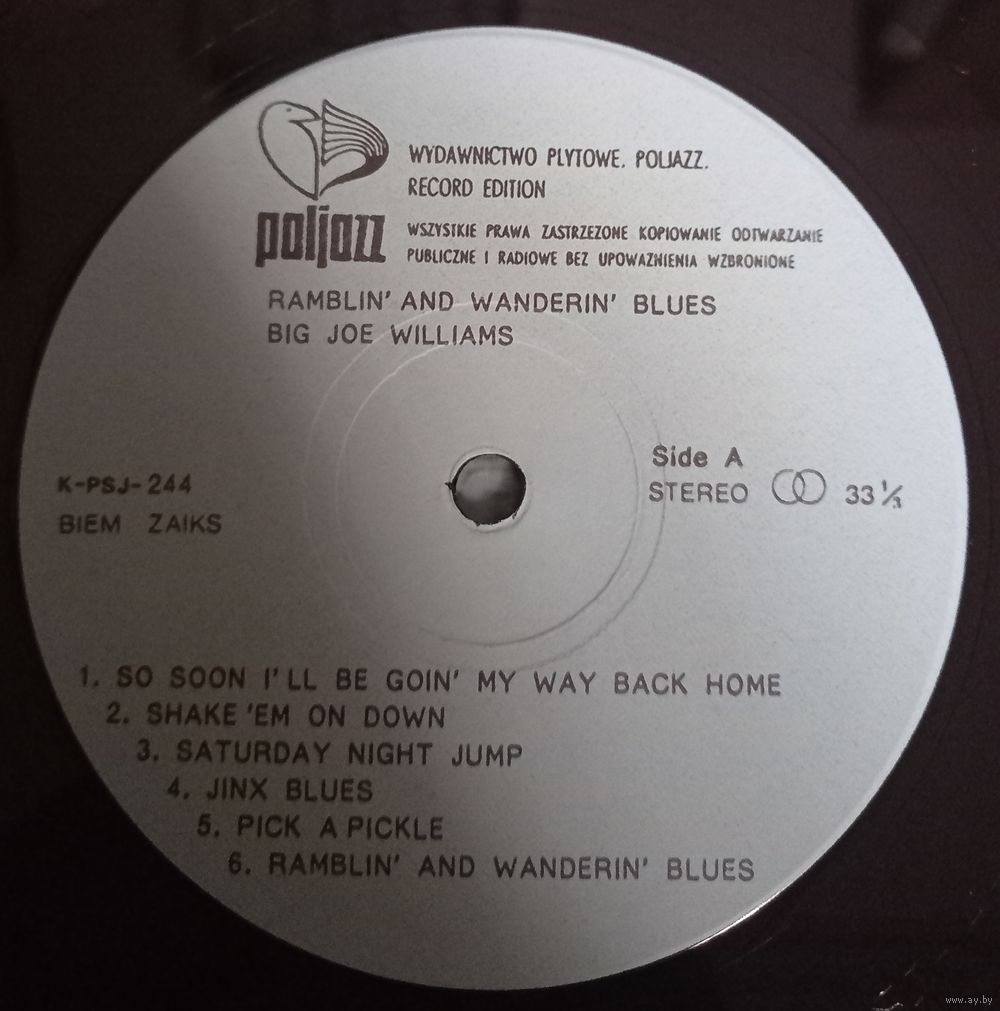 WYDAWNICTWO PLYTOWE. POLJAZZ.
RECORD EDITION
poljazz
WSZYSTKIE PRAWA ZASTRZEZONE KOPIOWANIE ODTWARZANIE
PUBLICZNE I RADIOWE BEZ UPOWAZNIENIA WZBRONIONE
RAMBLIN' AND WANDERIN' BLUES
BIG JOE WILLIAMS
K-PSJ-244
BIEM ZAIKS
Side A
STEREO 33 1/3
1. SO SOON I'LL BE GOIN' MY WAY BACK HOME
2. SHAKE 'EM ON DOWN
3. SATURDAY NIGHT JUMP
4. JINX BLUES
5. PICK A PICKLE
6. RAMBLIN' AND WANDERIN' BLUES
www.ay.by